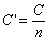 C' = C/n